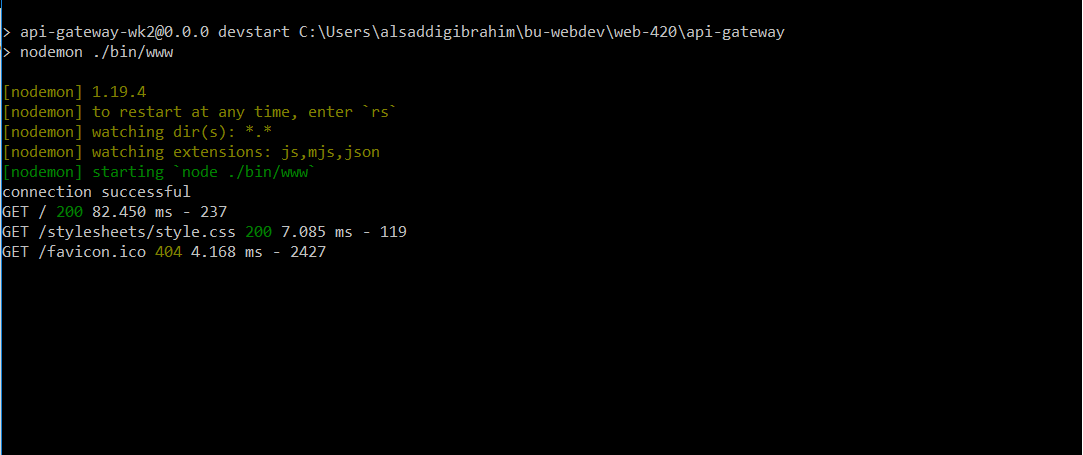 > api-gateway-wk2@0.0.0 devstart C:\Users\alsaddigibrahim\bu-webdev\web-420\api-gateway
> nodemon ./bin/www
[nodemon] 1.19.4
[nodemon] to restart at any time, enter `rs`
[nodemon] watching dir(s): *.*
[nodemon] watching extensions: js,mjs,json
[nodemon] starting `node ./bin/www`
connection successful
GET / 200 82.450 ms - 237
GET /stylesheets/style.css 200 7.085 ms - 119
GET /favicon.ico 404 4.168 ms - 2427